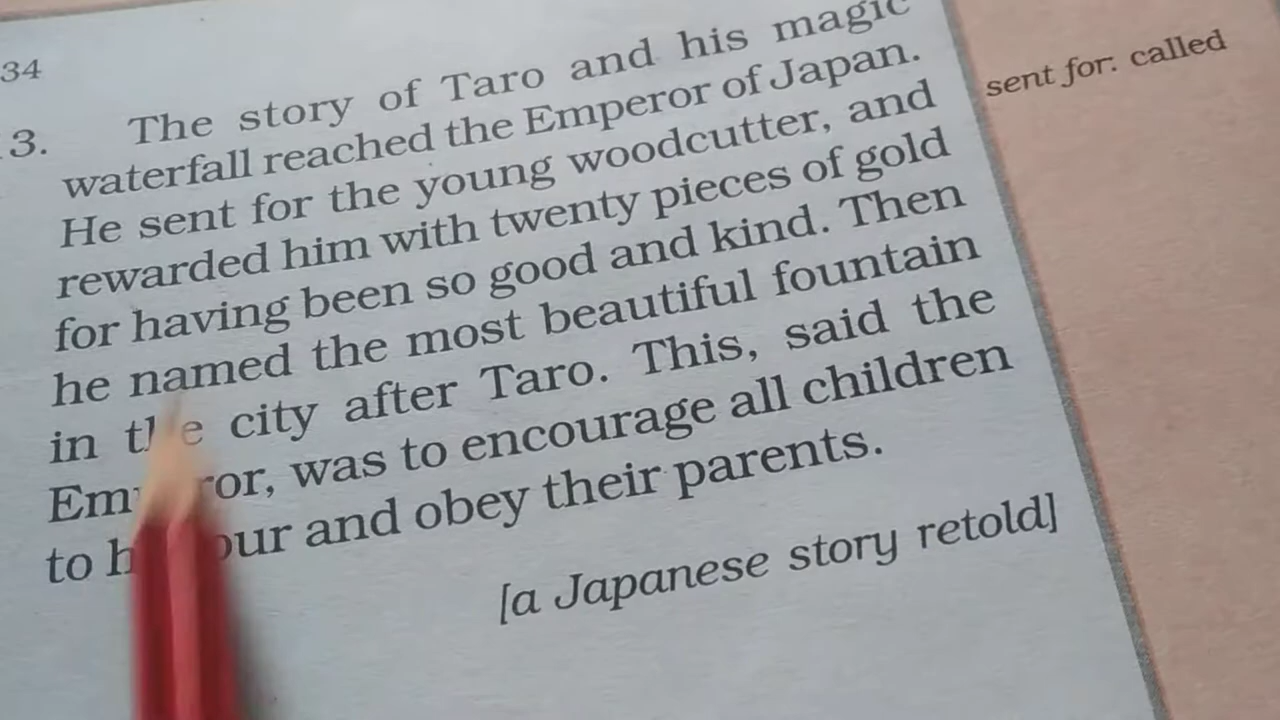 34
sent for: called
3. The story of Taro and his magic
waterfall reached the Emperor of Japan.
He sent for the young woodcutter, and
rewarded him with twenty pieces of gold
for having been so good and kind. Then
he named the most beautiful fountain
in the city after Taro. This, said the
Emperor, was to encourage all children
to honour and obey their parents.
[a Japanese story retold]